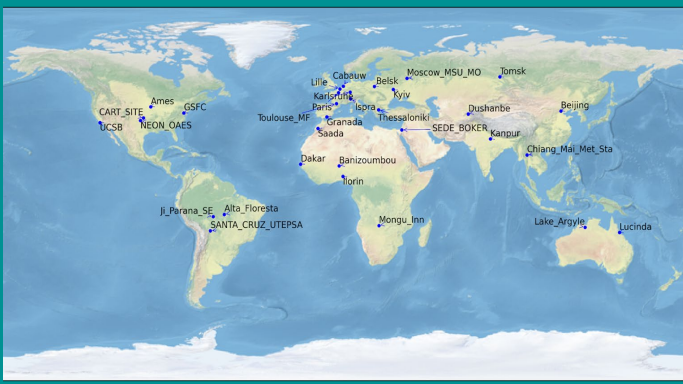 Cabauw
Moscow_MSU_MO
Tomsk
Lille
Belsk
Karlsruhe
Kyiv
Ames
GSFC
Paris
Ispra
Dushanbe
Beijing
CART_SITE
Toulouse_MF
Thessaloniki
UCSB
NEON_OAES
Granada
SEDE_BOKER
Saada
Kanpur
Chiang_Mai_Met_Sta
Dakar
Banizoumbou
Ilorin
Ji_Parana_SE
Alta_Floresta
SANTA_CRUZ_UTEPSA
Mongu_Inn
Lake_Argyle
Lucinda